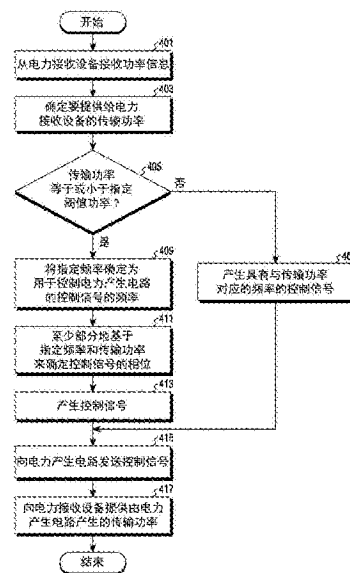 开始
401
从电力接收设备接收功率信息
403
确定要提供给电力
接收设备的传输功率
405
传输功率
等于或小于指定
阈值功率？
否
是
409
将指定频率确定为
用于控制电力产生电路
的控制信号的频率
产生具有与传输功率
对应的频率的控制信号
411
至少部分地基于
指定频率和传输功率
来确定控制信号的相位
413
产生控制信号
415
向电力产生电路发送控制信号
417
向电力接收设备提供由电力
产生电路产生的传输功率
结束